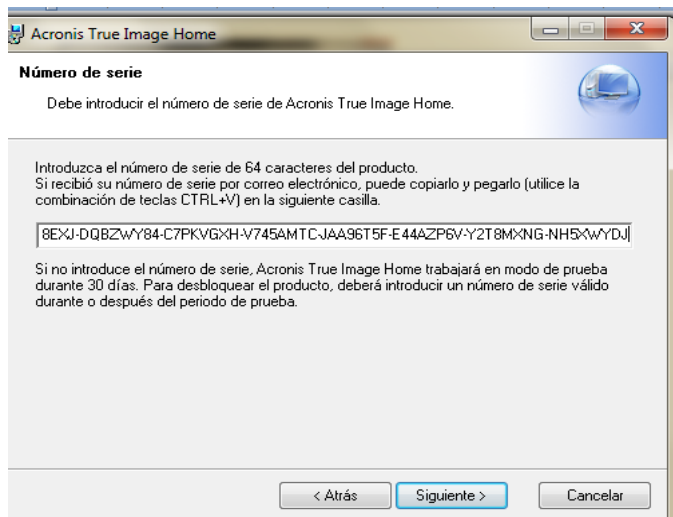 Acronis True Image Home
Número de serie
Debe introducir el número de serie de Acronis True Image Home.
Introduzca el número de serie de 64 caracteres del producto.
Si recibió su número de serie por correo electrónico, puede copiarlo y pegarlo (utilice la
combinación de teclas CTRL+V) en la siguiente casilla.
8EXJ-DQBZWY84-C7PKVGXH-V745AMTC-JAA96T5F-E44AZP6V-Y2T8MXNG-NH5XWYDJ
Si no introduce el número de serie, Acronis True Image Home trabajará en modo de prueba
durante 30 días. Para desbloquear el producto, deberá introducir un número de serie válido
durante o después del periodo de prueba.
< Atrás
Siguiente >
Cancelar